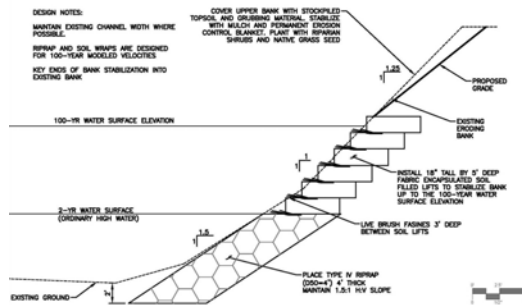 DESIGN NOTES:
MAINTAIN EXISTING CHANNEL WIDTH WHERE
POSSIBLE.
RIPRAP AND SOIL WRAPS ARE DESIGNED
FOR 100-YEAR MODELED VELOCITIES
KEY ENDS OF BANK STABILIZATION INTO
EXISTING BANK
COVER UPPER BANK WITH STOCKPILED
TOPSOIL AND GRUBBING MATERIAL. STABILIZE
WITH MULCH AND PERMANENT EROSION
CONTROL BLANKET. PLANT WITH RIPARIAN
SHRUBS AND NATIVE GRASS SEED
1.25
1
PROPOSED
GRADE
EXISTING
ERODING
BANK
100-YR WATER SURFACE ELEVATION
1
1
INSTALL 18" TALL BY 5' DEEP
FABRIC ENCAPSULATED SOIL
FILLED LIFTS TO STABILIZE BANK
UP TO THE 100-YEAR WATER
SURFACE ELEVATION
2-YR WATER SURFACE
(ORDINARY HIGH WATER)
1.5
1
LIVE BRUSH FASINES 3' DEEP
BETWEEN SOIL LIFTS
PLACE TYPE IV RIPRAP
(D50=4") 4' THICK
MAINTAIN 1.5:1 H:V SLOPE
EXISTING GROUND
2'